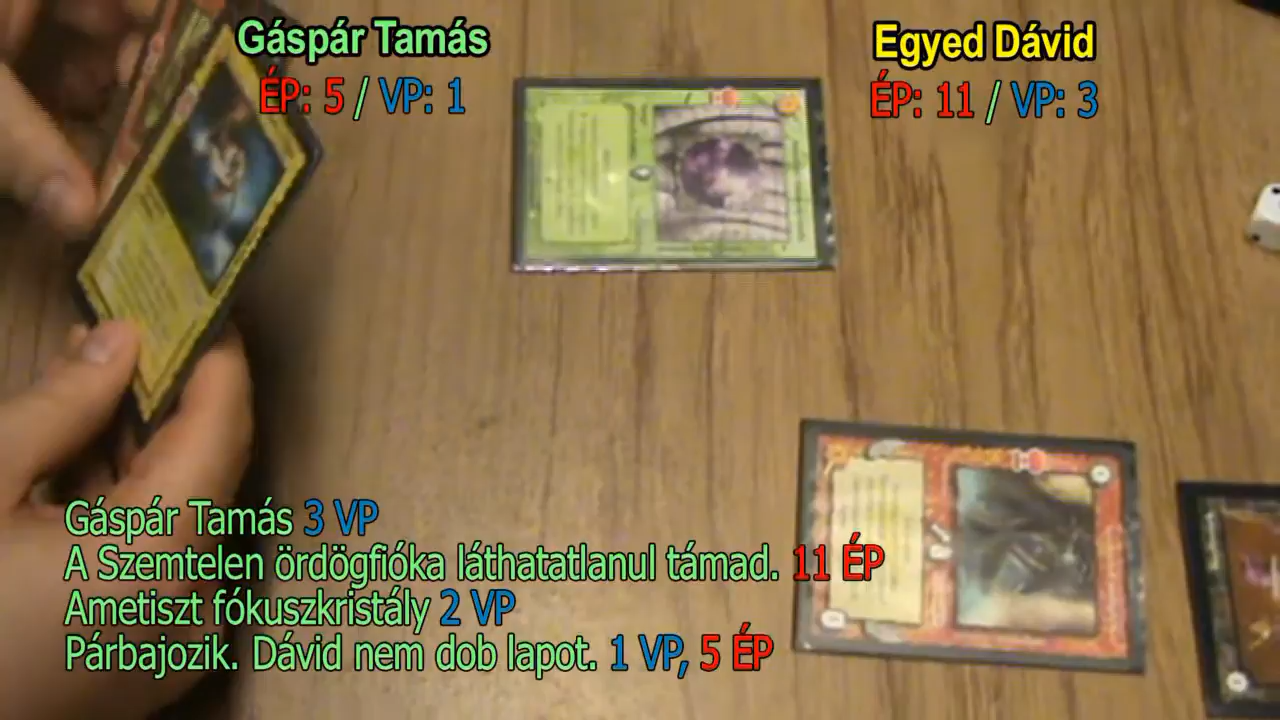 Gáspár Tamás
ÉP: 5 / VP: 1
Egyed Dávid
ÉP: 11 / VP: 3
Gáspár Tamás 3 VP
A Szemtelen ördögfióka láthatatlanul támad. 11 ÉP
Ametiszt fókuszkristály 2 VP
Párbajozik. Dávid nem dob lapot. 1 VP, 5 ÉP